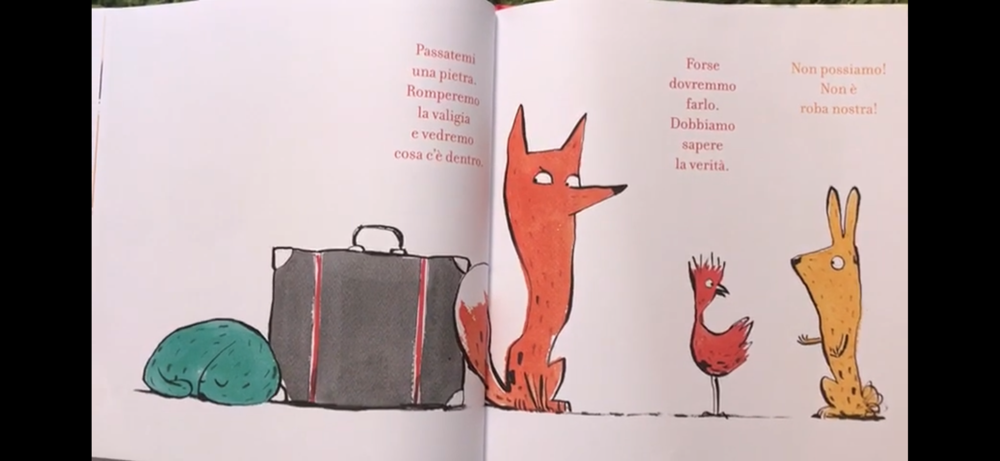 Passatemi
una pietra.
Romperemo
la valigia
e vedremo
cosa c'è dentro.
Forse
dovremmo
farlo.
Dobbiamo
sapere
la verità.
Non possiamo!
Non è
roba nostra!